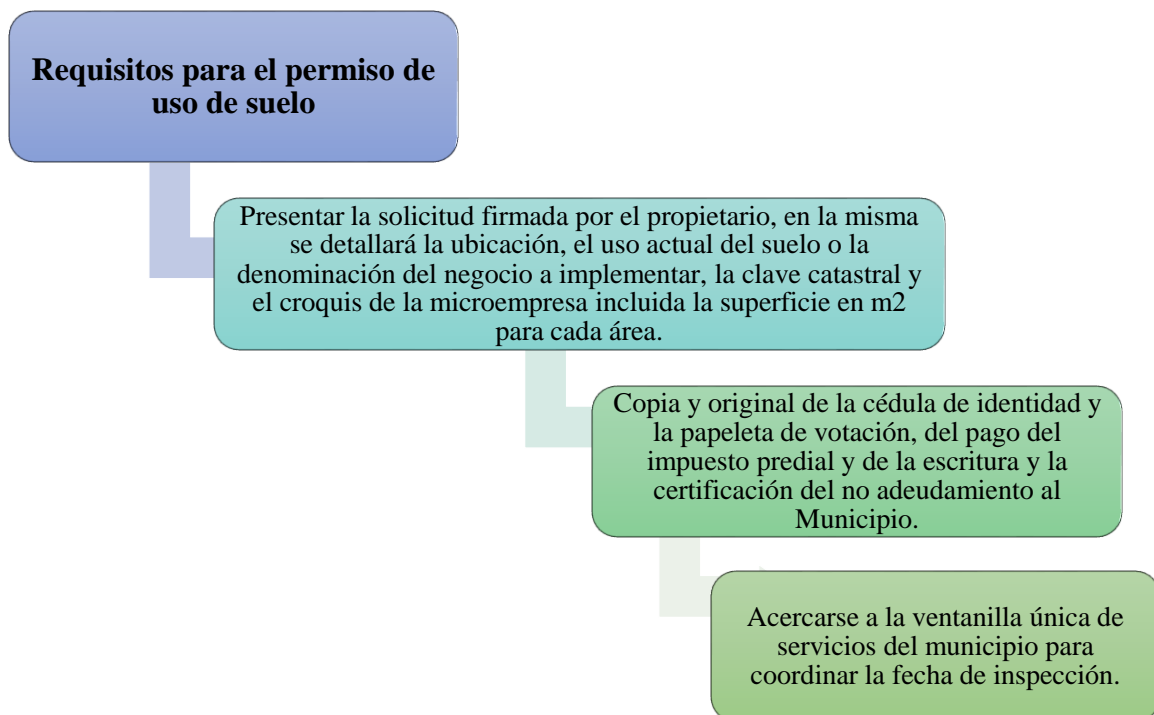 Requisitos para el permiso de
uso de suelo
Presentar la solicitud firmada por el propietario, en la misma
se detallará la ubicación, el uso actual del suelo o la
denominación del negocio a implementar, la clave catastral y
el croquis de la microempresa incluida la superficie en m2
para cada área.
Copia y original de la cédula de identidad y
la papeleta de votación, del pago del
impuesto predial y de la escritura y la
certificación del no adeudamiento al
Municipio.
Acercarse a la ventanilla única de
servicios del municipio para
coordinar la fecha de inspección.